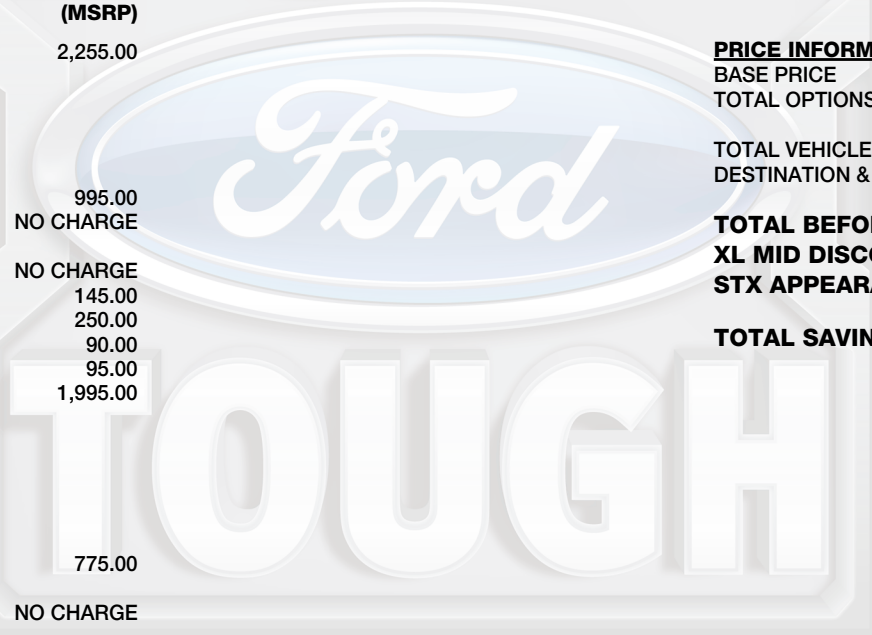 (MSRP)
2,255.00
995.00
NO CHARGE
NO CHARGE
145.00
250.00
90.00
95.00
1,995.00
775.00
NO CHARGE
PRICE INFORM
BASE PRICE
TOTAL OPTIONS
TOTAL VEHICLE
DESTINATION &
TOTAL BEFO
XL MID DISCO
STX APPEARA
TOTAL SAVIN
Ford
TOUGH